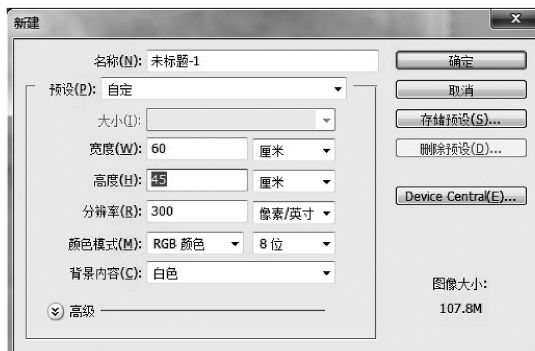 新建
名称(N): 未标题-1
确定
预设(P): 自定
取消
大小(I):
存储预设(S)...
宽度(W): 60 厘米
删除预设(D)...
高度(H): 45 厘米
Device Central(E)...
分辨率(R): 300 像素/英寸
颜色模式(M): RGB 颜色 8 位
背景内容(C): 白色
图像大小:
高级
107.8M